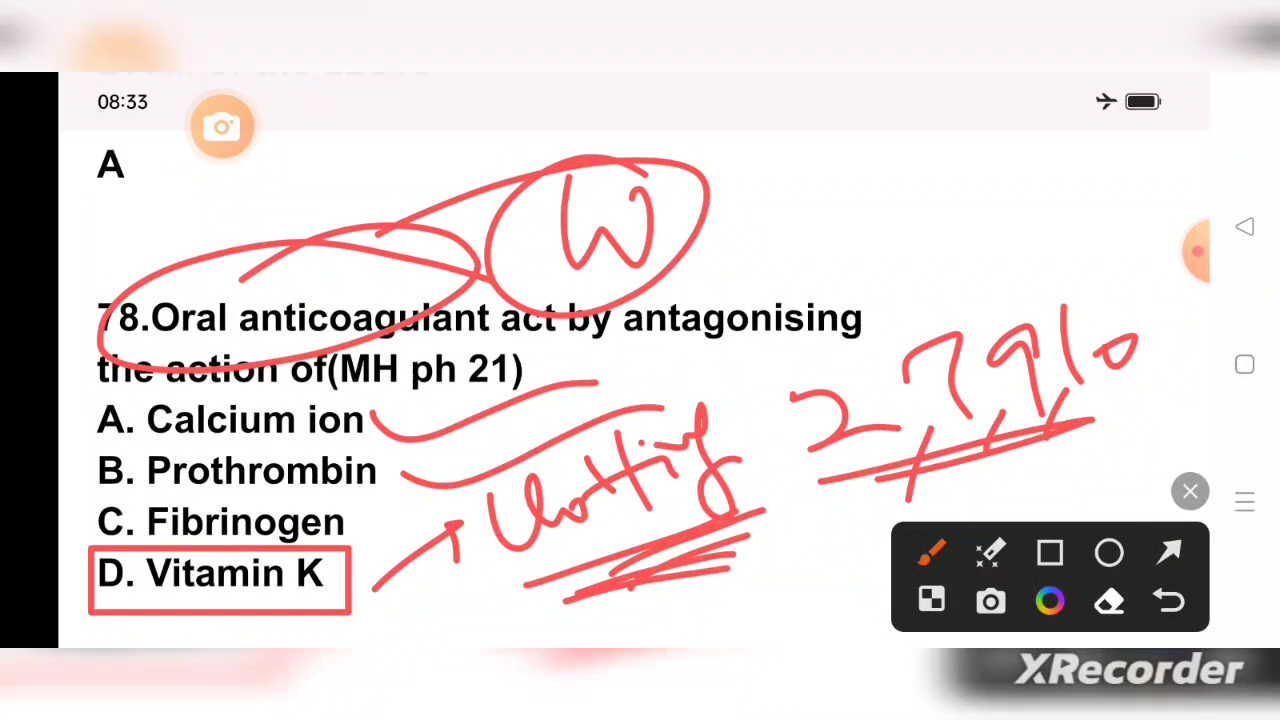 08:33
A
W
78.Oral anticoagulant act by antagonising
the action of(MH ph 21)
A. Calcium ion
B. Prothrombin
C. Fibrinogen
D. Vitamin K
Clotting
2,7,9,10
XRecorder